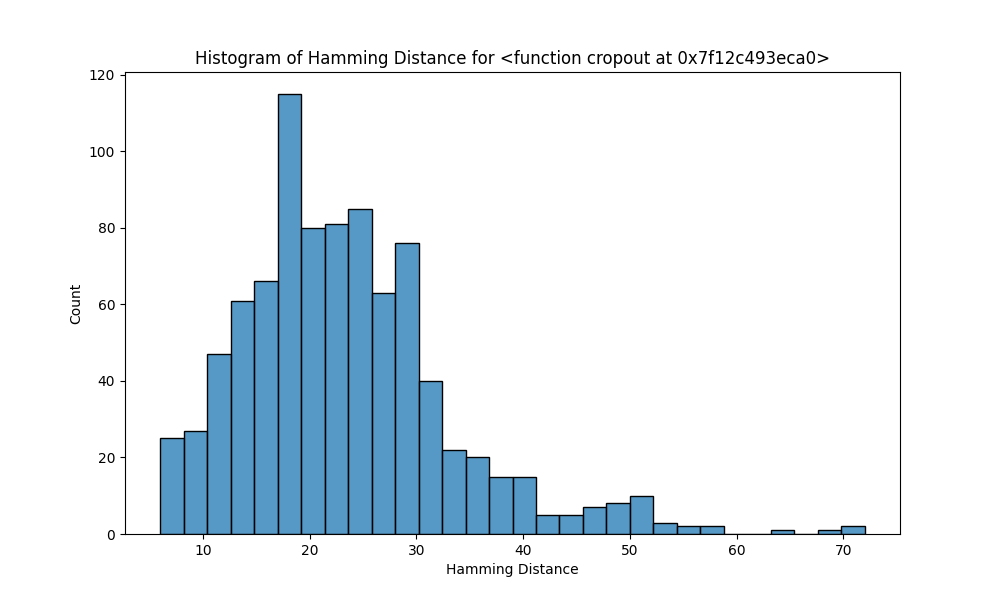 Histogram of Hamming Distance for <function cropout at 0x7f12c493eca0>
120
100
80
60
40
20
0
Count
10 20 30 40 50 60 70
Hamming Distance